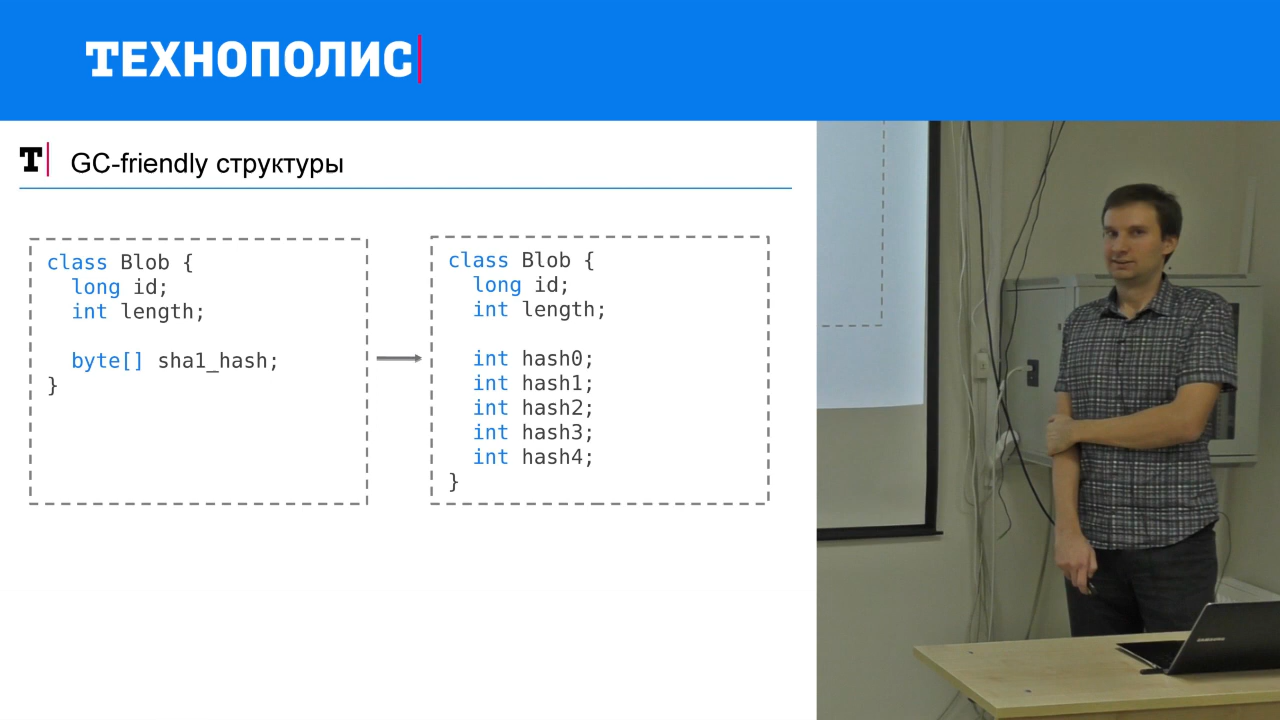 ТЕХНОПОЛИС
Т GC-friendly структуры
class Blob {
long id;
int length;
byte[] sha1_hash;
}
class Blob {
long id;
int length;
int hash0;
int hash1;
int hash2;
int hash3;
int hash4;
}
SAMSUNG